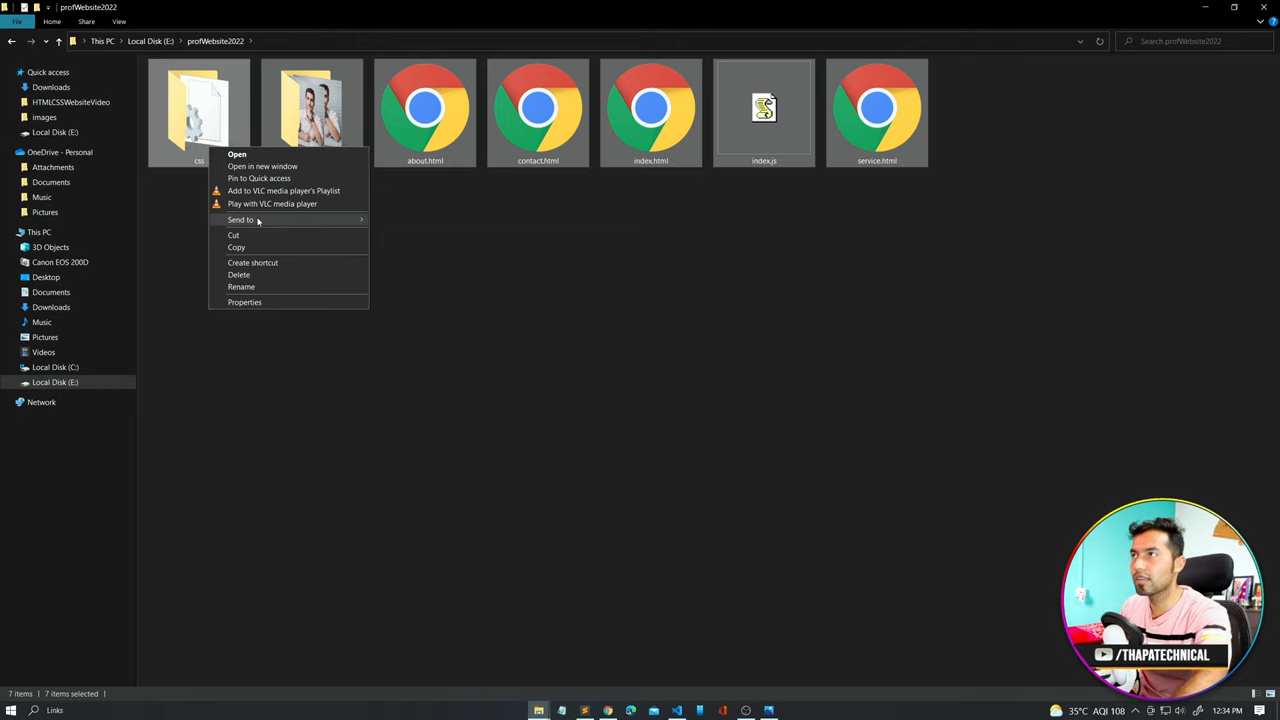 profWebsite2022
File
Home
Share
View
This PC
Local Disk (E:)
profWebsite2022
Search profWebsite2022
Quick access
Downloads
HTMLCSSWebsiteVideo
images
Local Disk (E:)
OneDrive - Personal
Attachments
Documents
Music
Pictures
This PC
3D Objects
Canon EOS 200D
Desktop
Documents
Downloads
Music
Pictures
Videos
Local Disk (C:)
Local Disk (E:)
Network
css
about.html
contact.html
index.html
index.js
service.html
Open
Open in new window
Pin to Quick access
Add to VLC media player's Playlist
Play with VLC media player
Send to
Cut
Copy
Create shortcut
Delete
Rename
Properties
/THAPATECHNICAL
7 items
7 items selected
Links
35°C AQI 108
12:34 PM